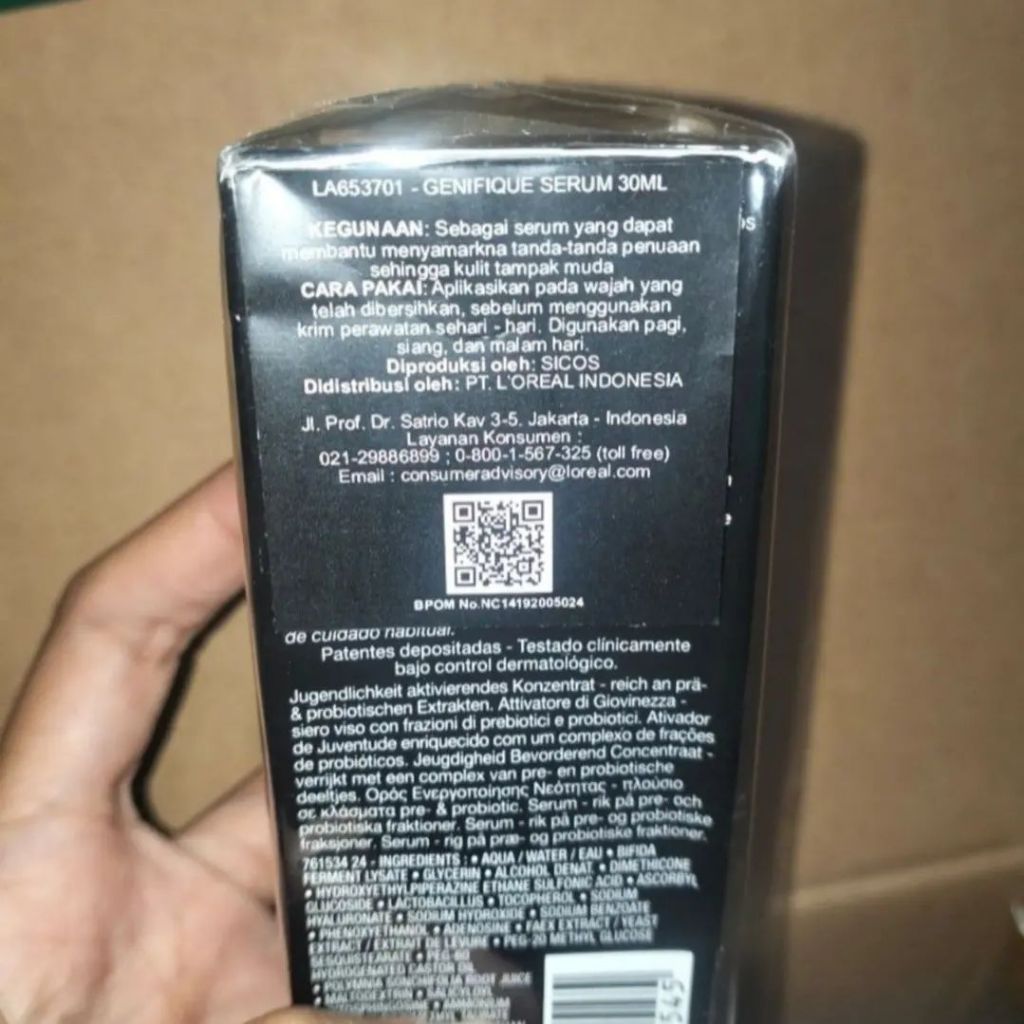 LA653701 - GENIFIQUE SERUM 30ML
KEGUNAAN: Sebagai serum yang dapat
membantu menyamarkna tanda-tanda penuaan
sehingga kulit tampak muda
CARA PAKAI: Aplikasikan pada wajah yang
telah dibersihkan, sebelum menggunakan
krim perawatan sehari - hari. Digunakan pagi,
siang, dan malam hari.
Diproduksi oleh: SICOS
Didistribusi oleh: PT. L'OREAL INDONESIA
Jl. Prof. Dr. Satrio Kav 3-5. Jakarta - Indonesia
Layanan Konsumen :
021-29886899 ; 0-800-1-567-325 (toll free)
Email : consumeradvisory@loreal.com
BPOM No.NC14192005024
de cuidado habitual.
Patentes depositadas - Testado clínicamente
bajo control dermatológico.
Jugendlichkeit aktivierendes Konzentrat - reich an prä-
& probiotischen Extrakten. Attivatore di Giovinezza -
siero viso con frazioni di prebiotici e probiotici. Ativador
de Juventude enriquecido com um complexo de frações
de probióticos. Jeugdigheid Bevorderend Concentraat -
verrijkt met een complex van pre- en probiotische
deeltjes. Ορός Ενεργοποίησης Νεότητας - πλούσιο
σε κλάσματα pre- & probiotic. Serum - rik på pre- och
probiotiska fraktioner. Serum - rik på pre- og probiotiske
fraksjoner. Serum - rig på præ- og probiotiske fraktioner.
761534 24 - INGREDIENTS : • AQUA / WATER / EAU • BIFIDA
FERMENT LYSATE • GLYCERIN • ALCOHOL DENAT. • DIMETHICONE
• HYDROXYETHYLPIPERAZINE ETHANE SULFONIC ACID • ASCORBYL
GLUCOSIDE • LACTOBACILLUS • TOCOPHEROL • SODIUM
HYALURONATE • SODIUM HYDROXIDE • SODIUM BENZOATE
• PHENOXYETHANOL • ADENOSINE • FAEX EXTRACT / YEAST
EXTRACT / EXTRAIT DE LEVURE • PEG-20 METHYL GLUCOSE
SESQUISTEARATE • PEG-60
HYDROGENATED CASTOR OIL
• POLYMNIA SONCHIFOLIA ROOT JUICE
• MALTODEXTRIN • SALICYLOYL
PHYTOSPHINGOSINE • AMMONIUM